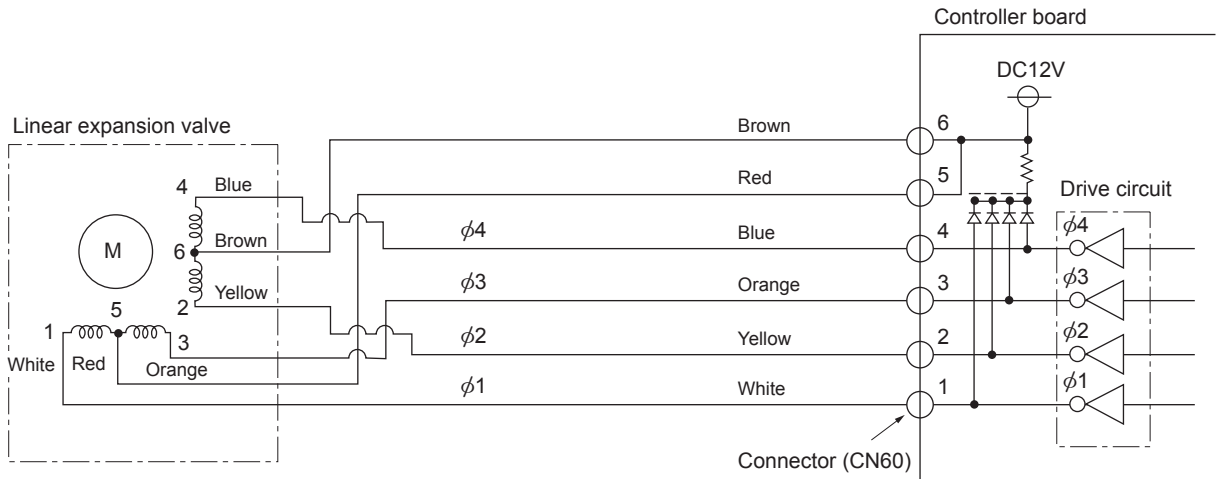 Controller board
DC12V
Linear expansion valve
Brown
6
4
Blue
Red
5
Drive circuit
M
6
Brown
ϕ4
Blue
4
ϕ4
2
Yellow
ϕ3
Orange
3
ϕ3
1
5
3
White
Red
Orange
ϕ2
Yellow
2
ϕ2
ϕ1
White
1
ϕ1
Connector (CN60)